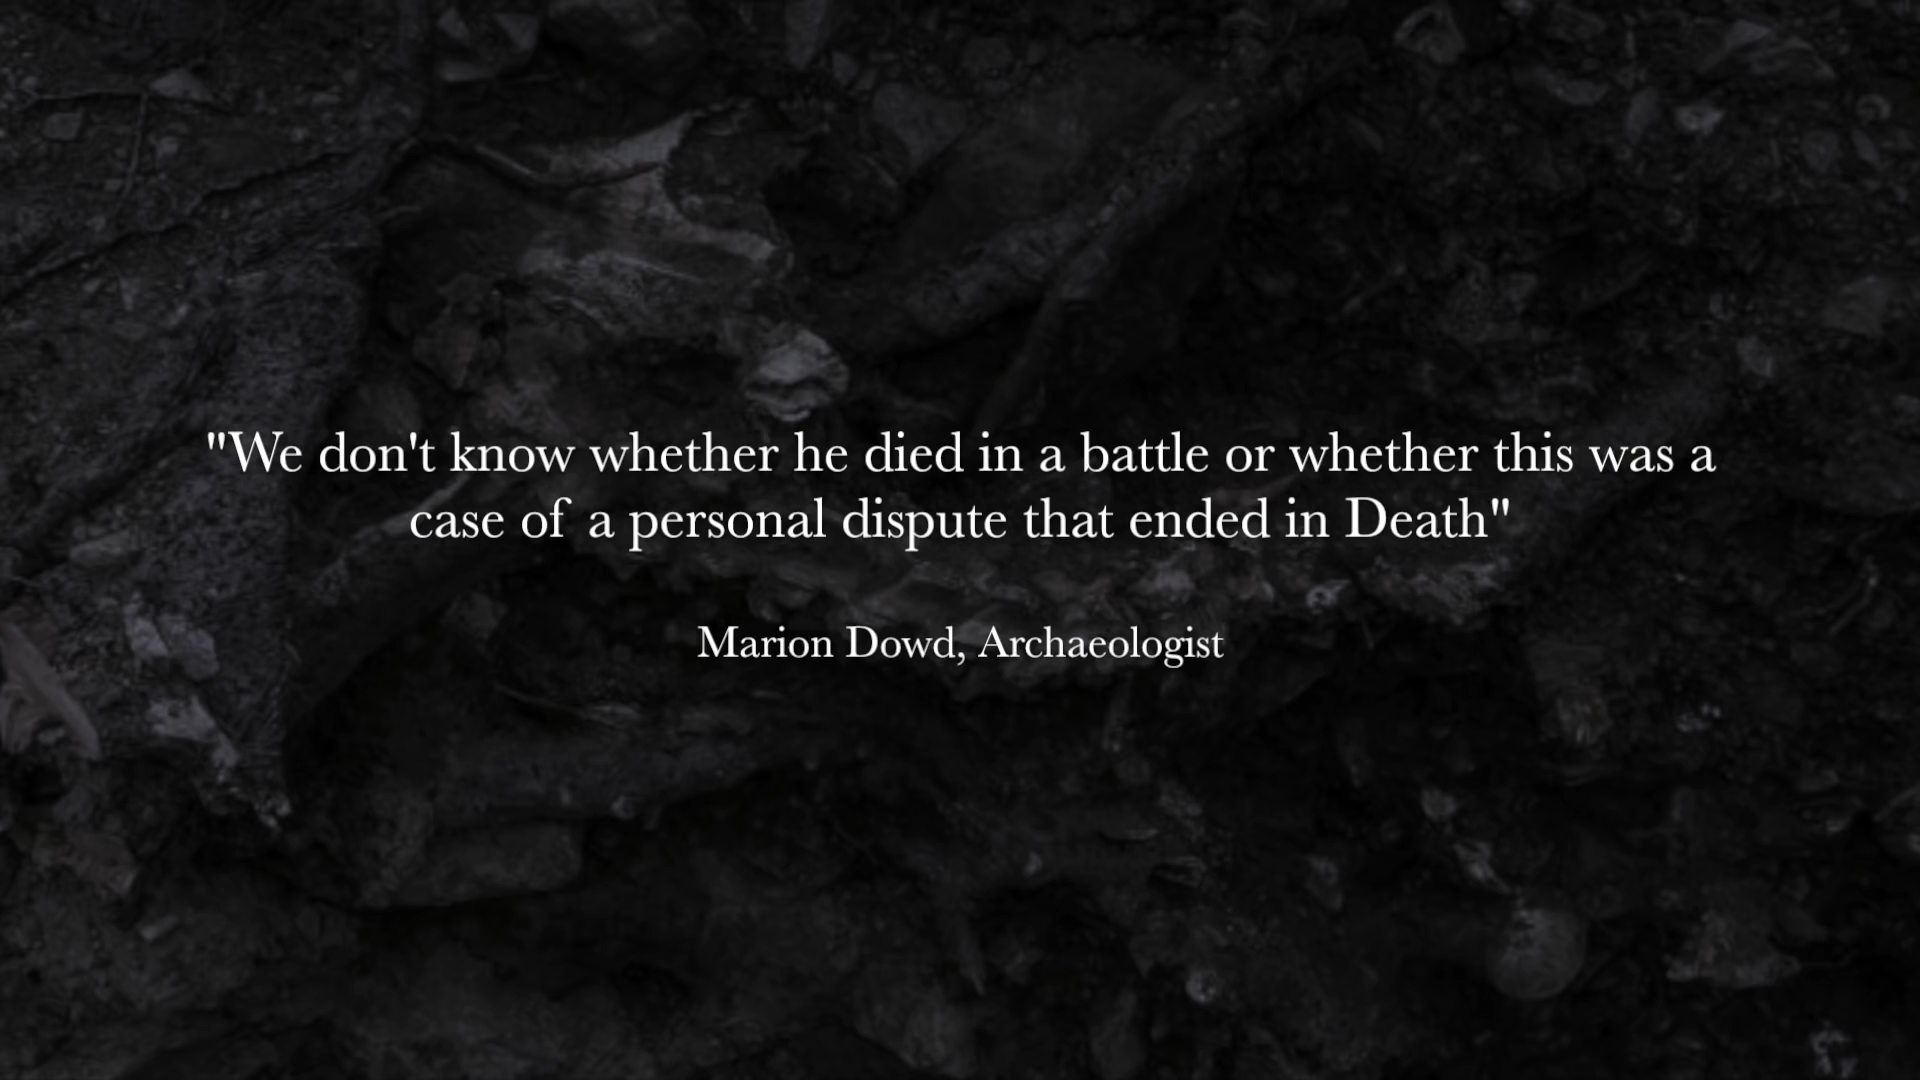 "We don't know whether he died in a battle or whether this was a
case of a personal dispute that ended in Death"
Marion Dowd, Archaeologist